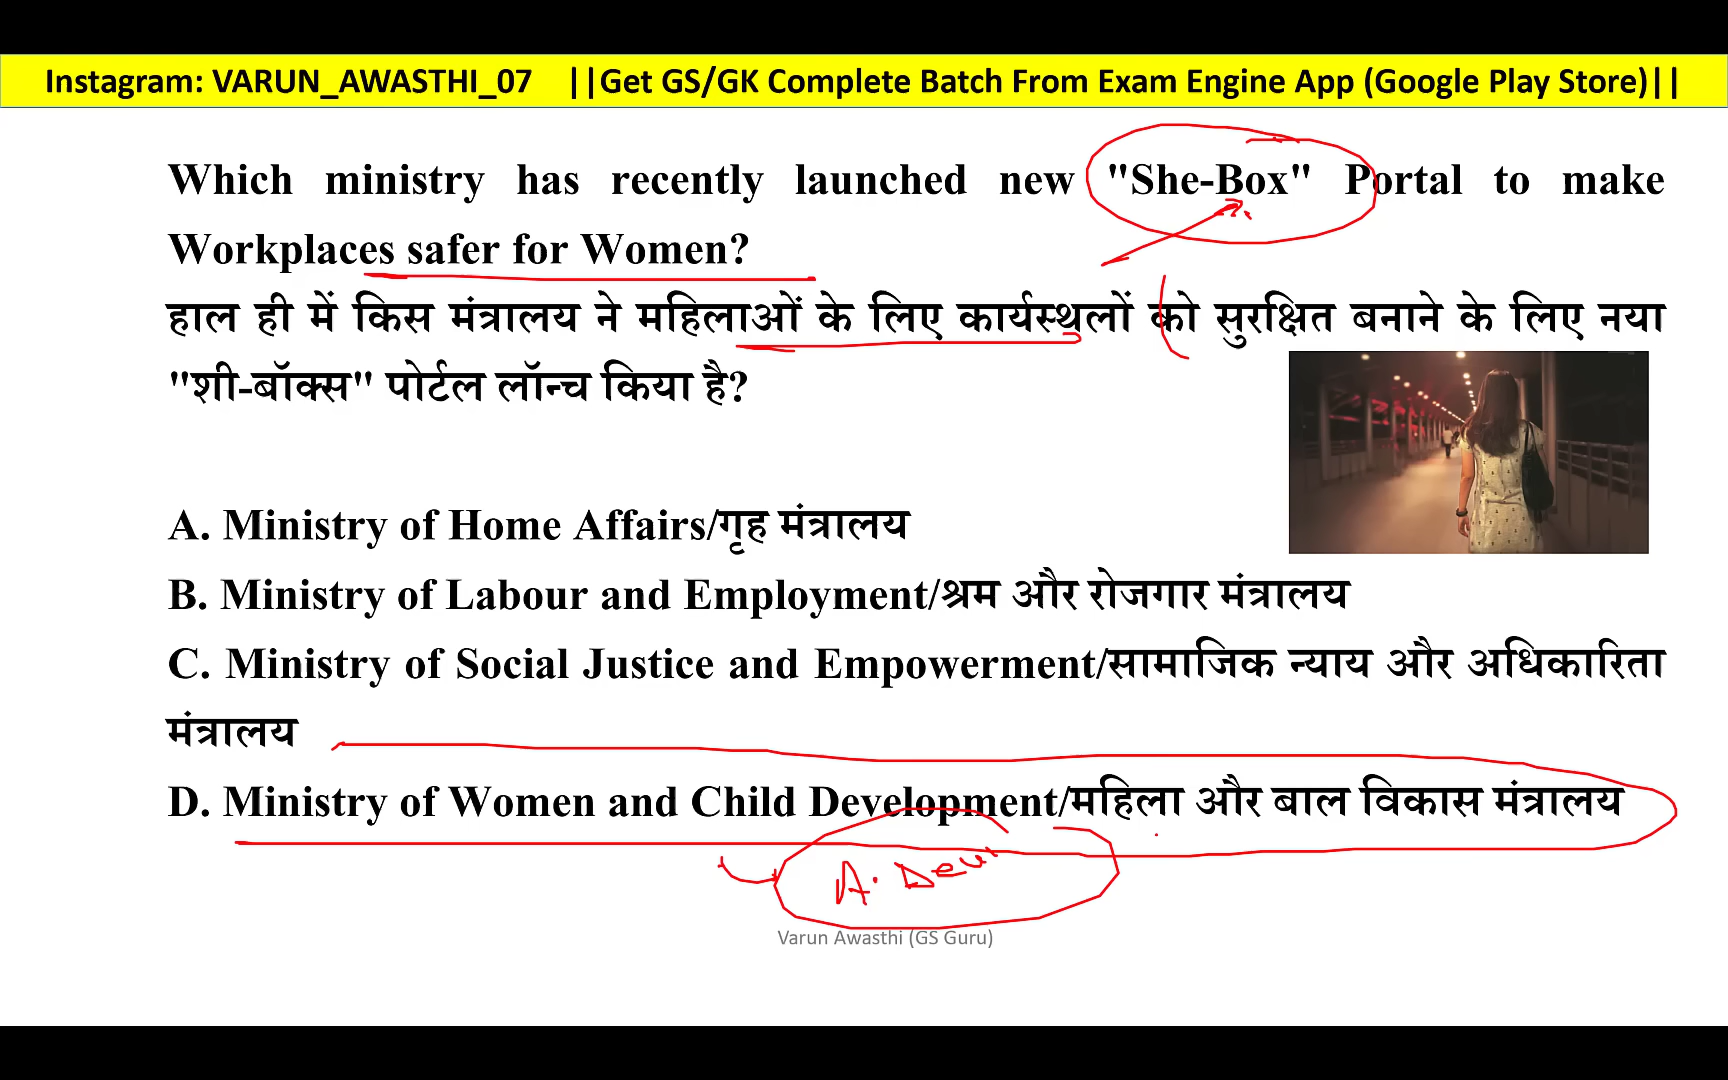 Instagram: VARUN_AWASTHI_07 ||Get GS/GK Complete Batch From Exam Engine App (Google Play Store)||
Which ministry has recently launched new "She-Box" Portal to make
Workplaces safer for Women?
हाल ही में किस मंत्रालय ने महिलाओं के लिए कार्यस्थलों को सुरक्षित बनाने के लिए नया
"शी-बॉक्स" पोर्टल लॉन्च किया है?
A. Ministry of Home Affairs/गृह मंत्रालय
B. Ministry of Labour and Employment/श्रम और रोजगार मंत्रालय
C. Ministry of Social Justice and Empowerment/सामाजिक न्याय और अधिकारिता
मंत्रालय
D. Ministry of Women and Child Development/महिला और बाल विकास मंत्रालय
A.
Varun Awasthi (GS Guru)